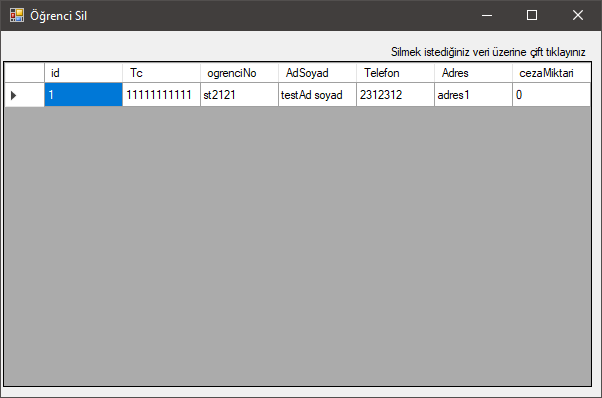 Öğrenci Sil
Silmek istediğiniz veri üzerine çift tıklayınız
id Tc ogrenciNo AdSoyad Telefon Adres cezaMiktari
1 11111111111 st2121 testAd soyad 2312312 adres1 0